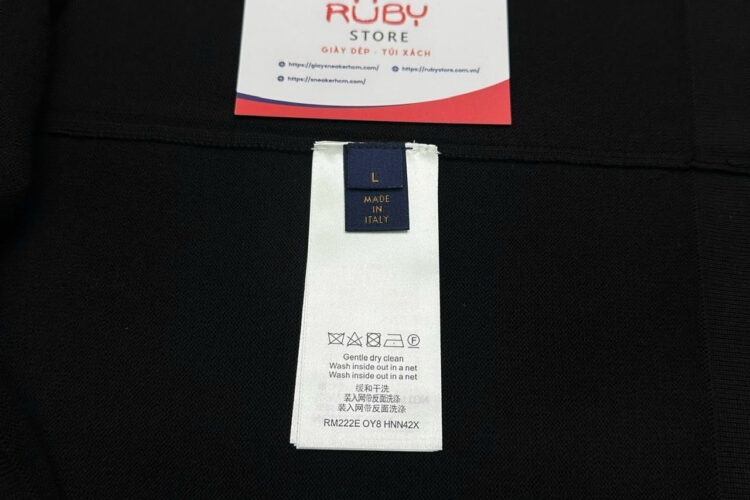 RUBY
STORE
GIÀY DÉP - TÚI XÁCH
https://giaysneakerhcm.com/ https://rubystore.com.vn/
https://sneakerhcm.com/
L
MADE
IN
ITALY
Gentle dry clean
Wash inside out in a net
Wash inside out in a net
缓和干洗
装入网带反面洗涤
装入网带反面洗涤
RM222E OY8 HNN42X